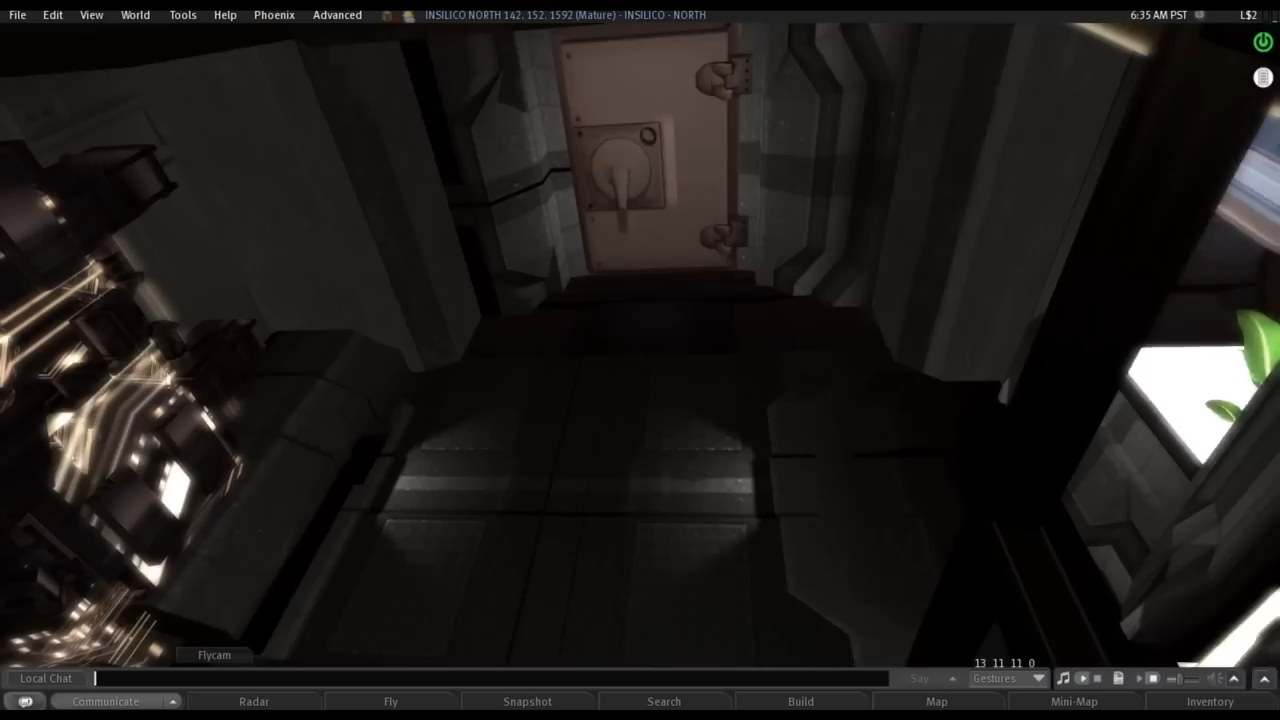 File Edit View World Tools Help Phoenix Advanced INSILICO NORTH 142, 152, 1592 (Mature) - INSILICO - NORTH 6:35 AM PST L$2
Flycam
13 11 11 0
Local Chat Say Gestures
Communicate Radar Fly Snapshot Search Build Map Mini-Map Inventory